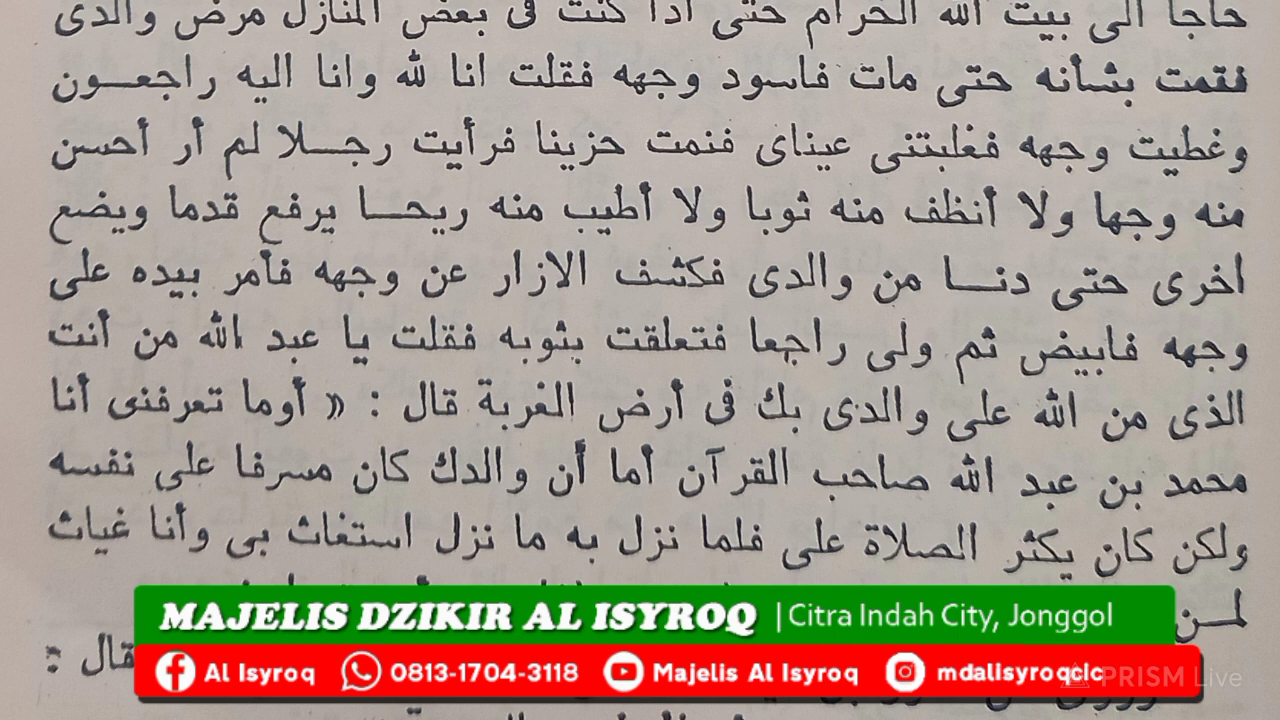 حاجا الى بيت الله الحرام حتى اذا كنت فى بعض المنازل مرض والدى
فقمت بشأنه حتى مات فاسود وجهه فقلت انا لله وانا اليه راجعون
وغطيت وجهه فغلبتنى عيناى فنمت حزينا فرأيت رجلا لم أر أحسن
منه وجها ولا أنظف منه ثوبا ولا أطيب منه ريحا يرفع قدما ويضع
اخرى حتى دنا من والدى فكشف الازار عن وجهه فأمر بيده على
وجهه فابيض ثم ولى راجعا فتعلقت بثوبه فقلت يا عبد الله من أنت
الذى من الله على والدى بك فى أرض الغربة قال : « أوما تعرفنى أنا
محمد بن عبد الله صاحب القرآن أما أن والدك كان مسرفا على نفسه
ولكن كان يكثر الصلاة على فلما نزل به ما نزل استغاث بى وأنا غياث
لمن
قال :
MAJELIS DZIKIR AL ISYROQ | Citra Indah City, Jonggol
Al Isyroq 0813-1704-3118 Majelis Al Isyroq mdalisyroqcic
PRISM Live